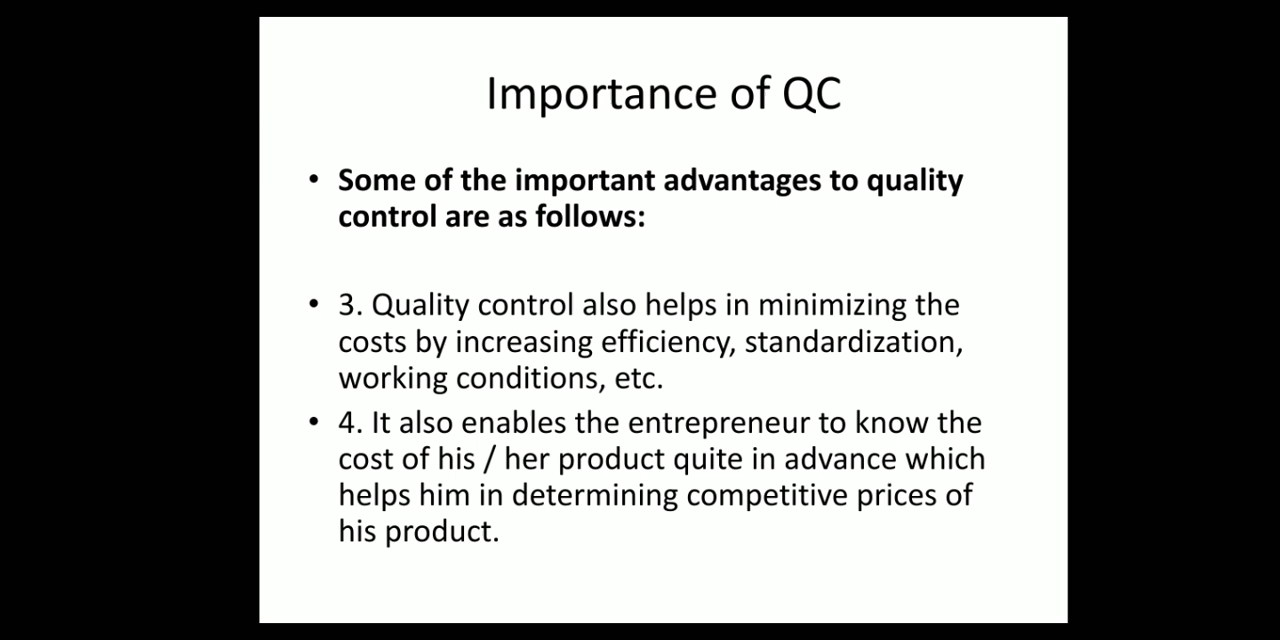 Importance of QC
• Some of the important advantages to quality
control are as follows:
• 3. Quality control also helps in minimizing the
costs by increasing efficiency, standardization,
working conditions, etc.
• 4. It also enables the entrepreneur to know the
cost of his / her product quite in advance which
helps him in determining competitive prices of
his product.